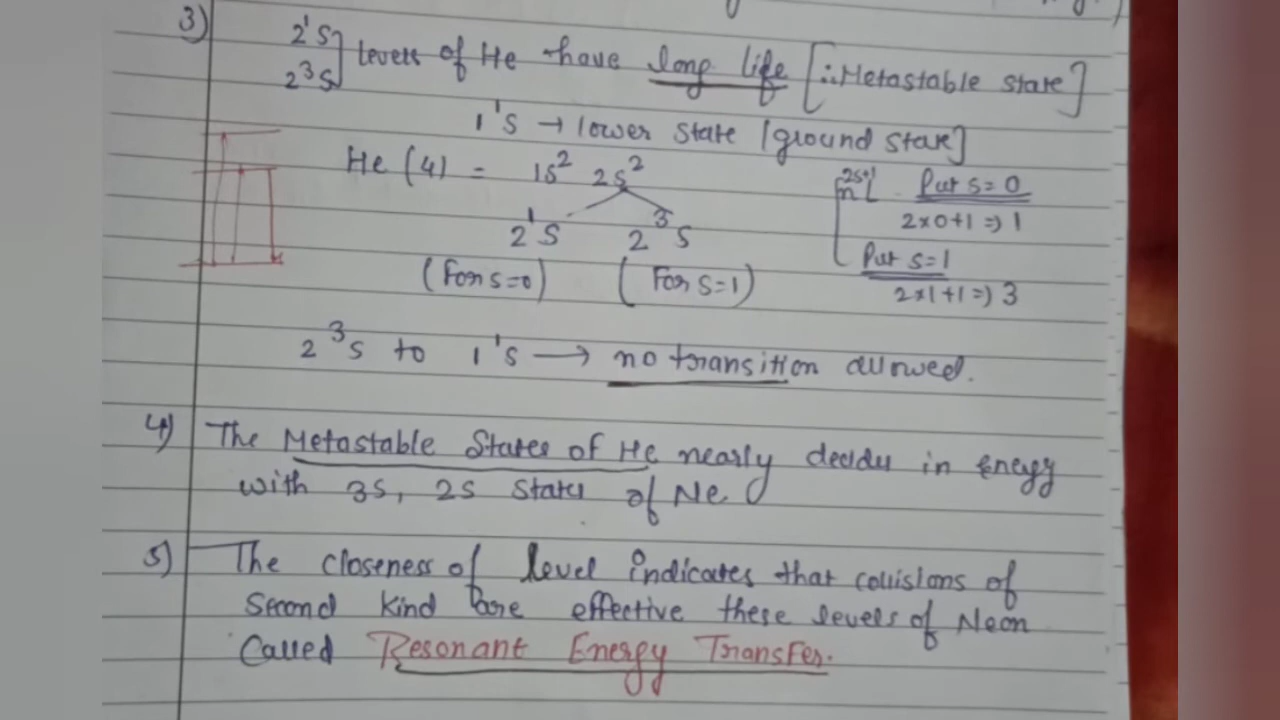 3) 2¹S
2³S] levels of He have long life [∴ Metastable State]
1¹S → lower State [ground State]
He (4) = 1s² 2s²
2¹S 2³S
(For s=0) (For s=1)
n²ˢ⁺¹L Put s=0
2×0+1 ⇒ 1
Put s=1
2×1+1 ⇒ 3
2³S to 1¹S → no transition allowed.
4) The Metastable States of He nearly decides in Energy
with 3S, 2S States of Ne
5) The closeness of level indicates that collisions of
Second Kind are effective these levels of Neon
Called Resonant Energy Transfer.